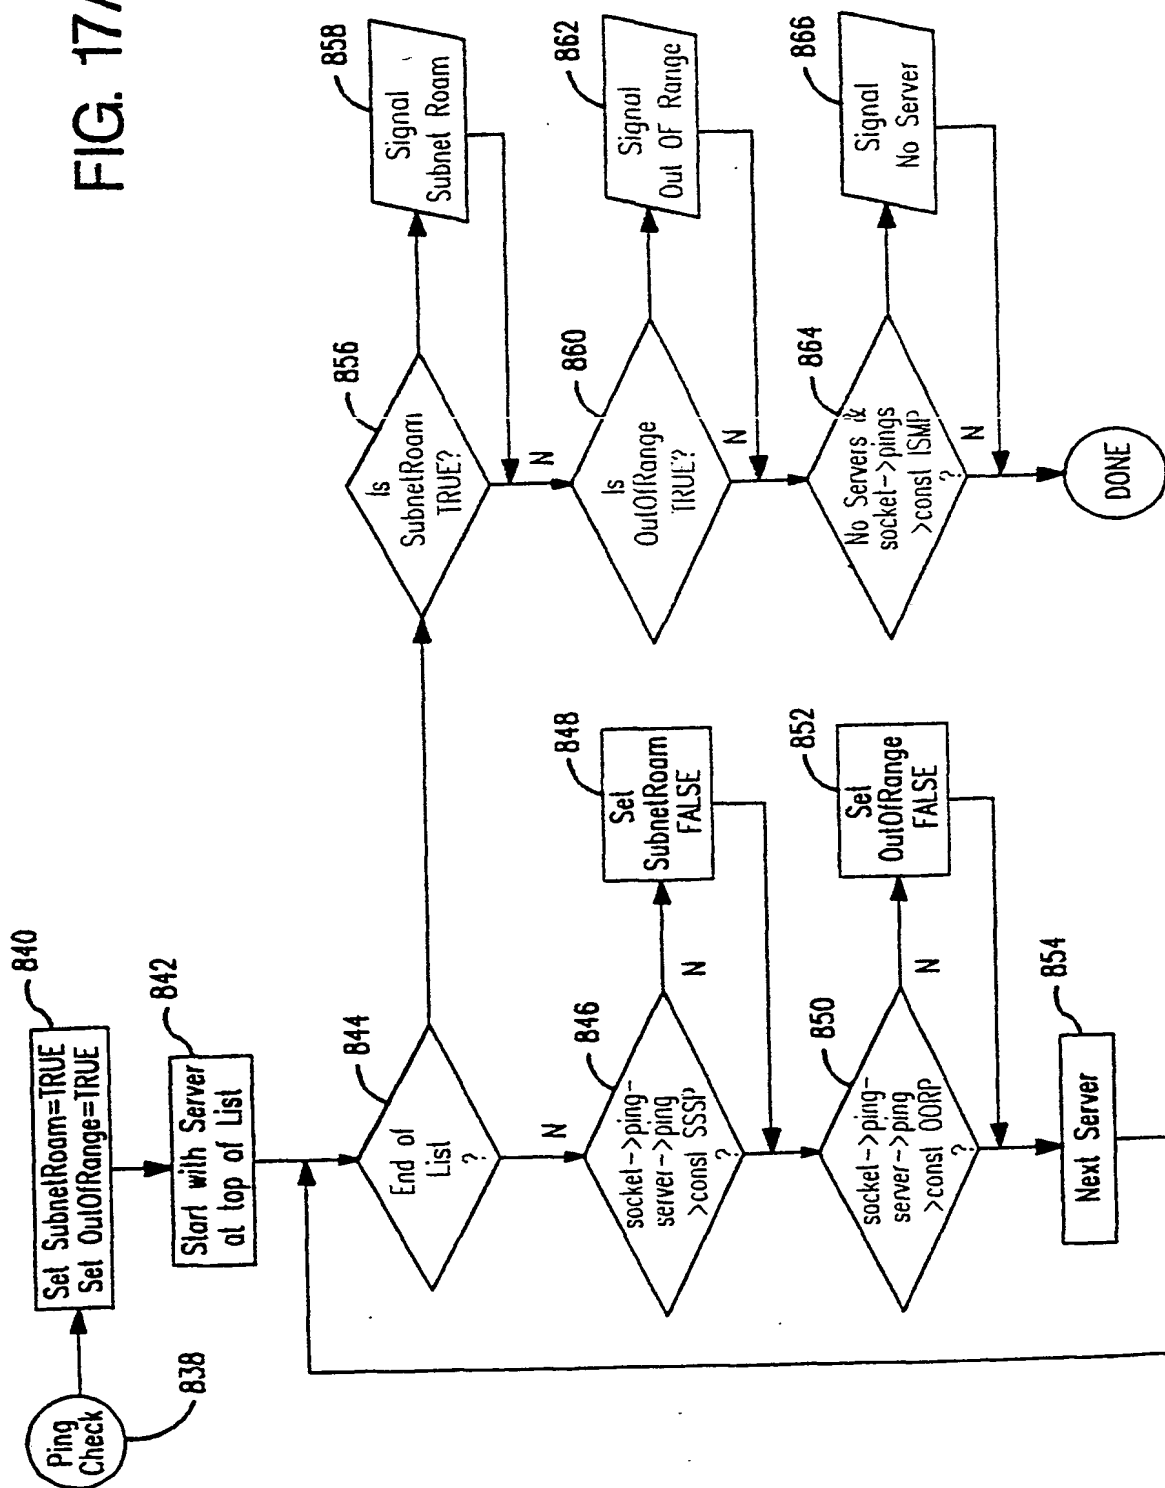 FIG. 17A
Ping
Check
838
Set SubnetRoam=TRUE
Set OutOfRange=TRUE
840
Start with Server
at top of List
842
End of
List
?
844
N
socket->ping-
server->ping
>const SSSP
?
846
N
Set
SubnetRoam
FALSE
848
socket->ping-
server->ping
>const OORP
?
850
N
Set
OutOfRange
FALSE
852
Next Server
854
Is
SubnetRoam
TRUE?
856
N
Signal
Subnet Roam
858
Is
OutOfRange
TRUE?
860
N
Signal
Out OF Range
862
No Servers &
socket->pings
>const ISMP
?
864
N
Signal
No Server
866
DONE